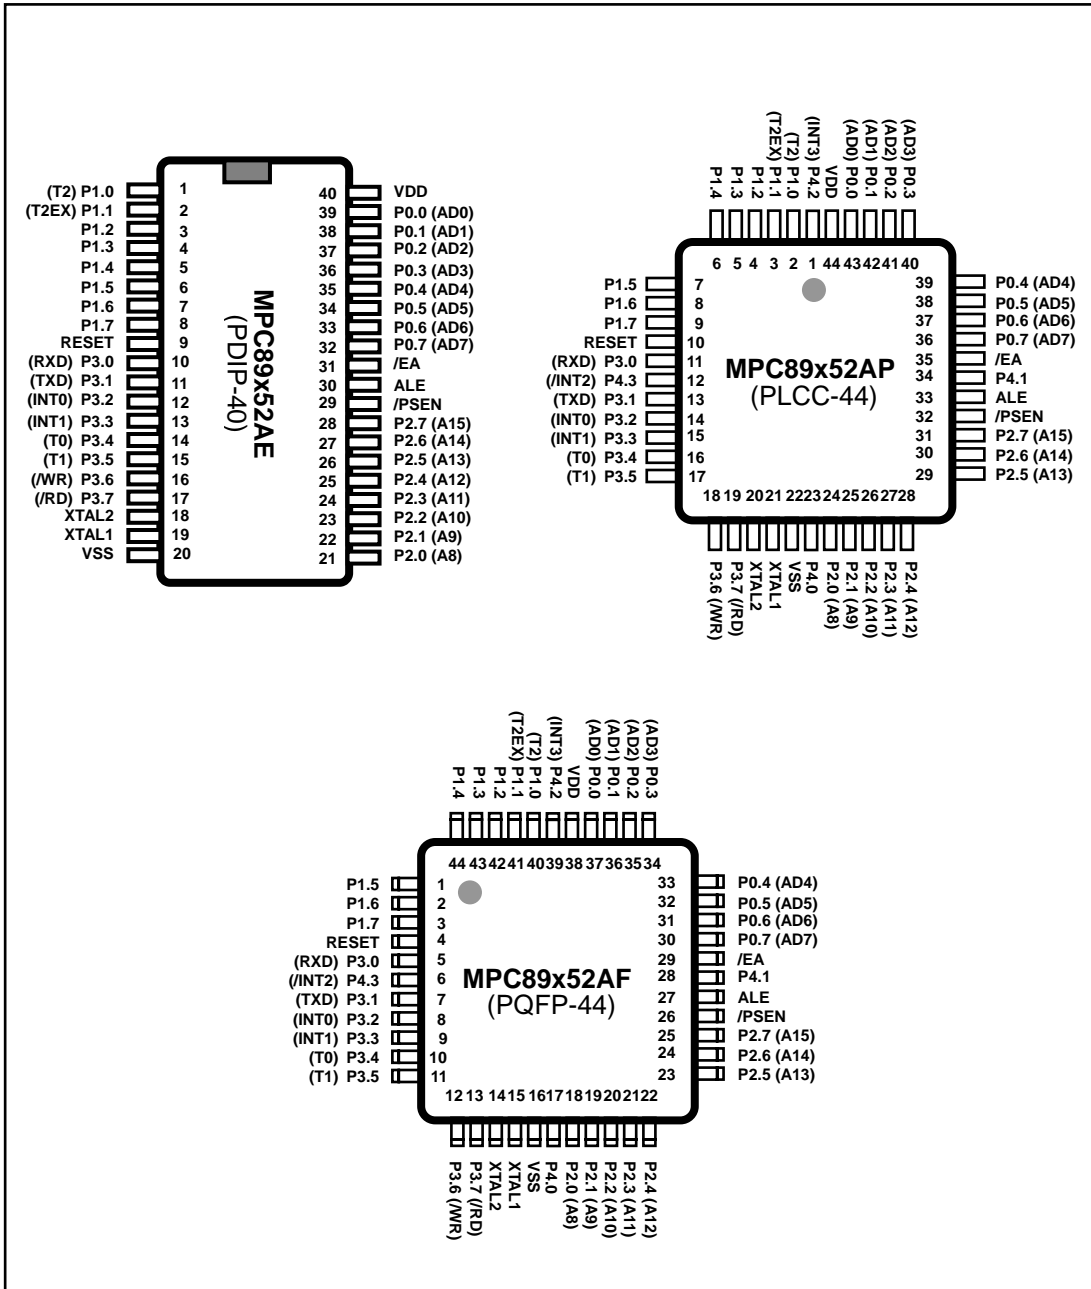 (T2) P1.0 1
(T2EX) P1.1 2
P1.2 3
P1.3 4
P1.4 5
P1.5 6
P1.6 7
P1.7 8
RESET 9
(RXD) P3.0 10
(TXD) P3.1 11
(INT0) P3.2 12
(INT1) P3.3 13
(T0) P3.4 14
(T1) P3.5 15
(/WR) P3.6 16
(/RD) P3.7 17
XTAL2 18
XTAL1 19
VSS 20
MPC89x52AE
(PDIP-40)
40 VDD
39 P0.0 (AD0)
38 P0.1 (AD1)
37 P0.2 (AD2)
36 P0.3 (AD3)
35 P0.4 (AD4)
34 P0.5 (AD5)
33 P0.6 (AD6)
32 P0.7 (AD7)
31 /EA
30 ALE
29 /PSEN
28 P2.7 (A15)
27 P2.6 (A14)
26 P2.5 (A13)
25 P2.4 (A12)
24 P2.3 (A11)
23 P2.2 (A10)
22 P2.1 (A9)
21 P2.0 (A8)
P1.4
P1.3
P1.2
(T2EX) P1.1
(T2) P1.0
(INT3) P4.2
VDD
(AD0) P0.0
(AD1) P0.1
(AD2) P0.2
(AD3) P0.3
6 5 4 3 2 1 44 43 42 41 40
P1.5 7
P1.6 8
P1.7 9
RESET 10
(RXD) P3.0 11
(/INT2) P4.3 12
(TXD) P3.1 13
(INT0) P3.2 14
(INT1) P3.3 15
(T0) P3.4 16
(T1) P3.5 17
MPC89x52AP
(PLCC-44)
39 P0.4 (AD4)
38 P0.5 (AD5)
37 P0.6 (AD6)
36 P0.7 (AD7)
35 /EA
34 P4.1
33 ALE
32 /PSEN
31 P2.7 (A15)
30 P2.6 (A14)
29 P2.5 (A13)
18 19 20 21 22 23 24 25 26 27 28
P3.6 (/WR)
P3.7 (/RD)
XTAL2
XTAL1
VSS
P4.0
P2.0 (A8)
P2.1 (A9)
P2.2 (A10)
P2.3 (A11)
P2.4 (A12)
P1.4
P1.3
P1.2
(T2EX) P1.1
(T2) P1.0
(INT3) P4.2
VDD
(AD0) P0.0
(AD1) P0.1
(AD2) P0.2
(AD3) P0.3
44 43 42 41 40 39 38 37 36 35 34
P1.5 1
P1.6 2
P1.7 3
RESET 4
(RXD) P3.0 5
(/INT2) P4.3 6
(TXD) P3.1 7
(INT0) P3.2 8
(INT1) P3.3 9
(T0) P3.4 10
(T1) P3.5 11
MPC89x52AF
(PQFP-44)
33 P0.4 (AD4)
32 P0.5 (AD5)
31 P0.6 (AD6)
30 P0.7 (AD7)
29 /EA
28 P4.1
27 ALE
26 /PSEN
25 P2.7 (A15)
24 P2.6 (A14)
23 P2.5 (A13)
12 13 14 15 16 17 18 19 20 21 22
P3.6 (/WR)
P3.7 (/RD)
XTAL2
XTAL1
VSS
P4.0
P2.0 (A8)
P2.1 (A9)
P2.2 (A10)
P2.3 (A11)
P2.4 (A12)